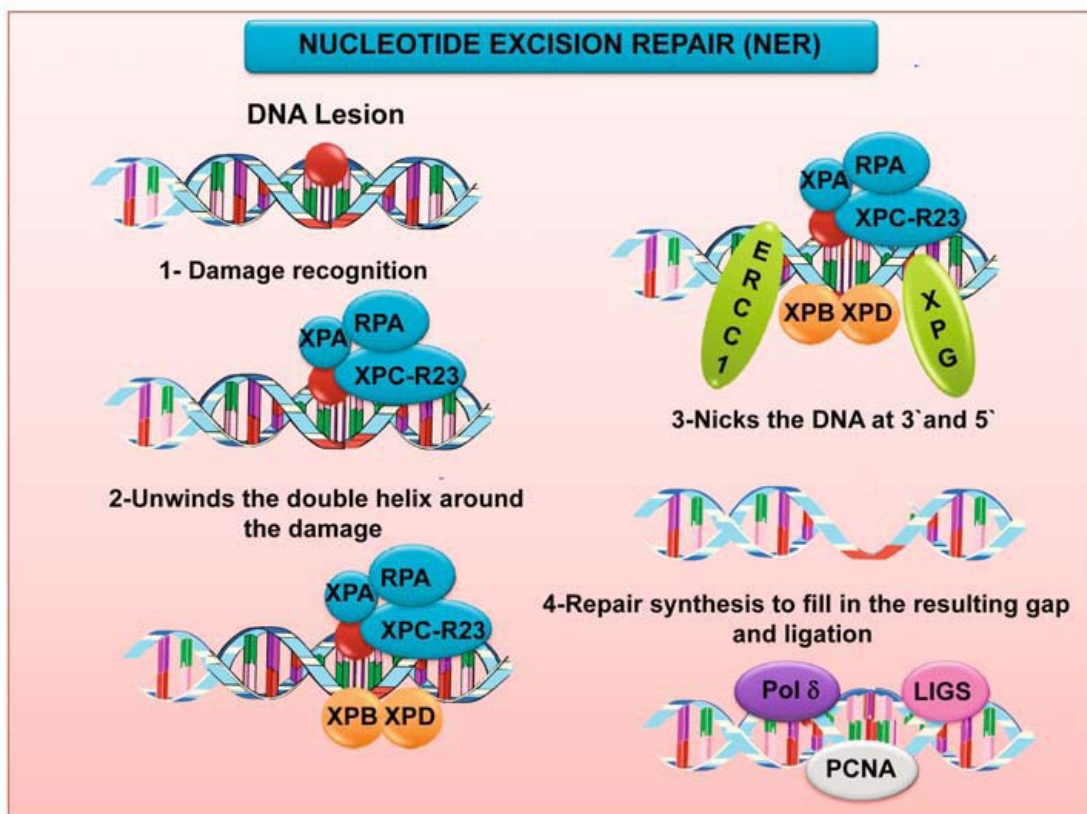 NUCLEOTIDE EXCISION REPAIR (NER)
DNA Lesion
1- Damage recognition
XPA
RPA
XPC-R23
2-Unwinds the double helix around
the damage
XPA
RPA
XPC-R23
XPB
XPD
XPA
RPA
XPC-R23
ERCC1
XPB
XPD
XPG
3-Nicks the DNA at 3`and 5`
4-Repair synthesis to fill in the resulting gap
and ligation
Pol δ
LIGS
PCNA